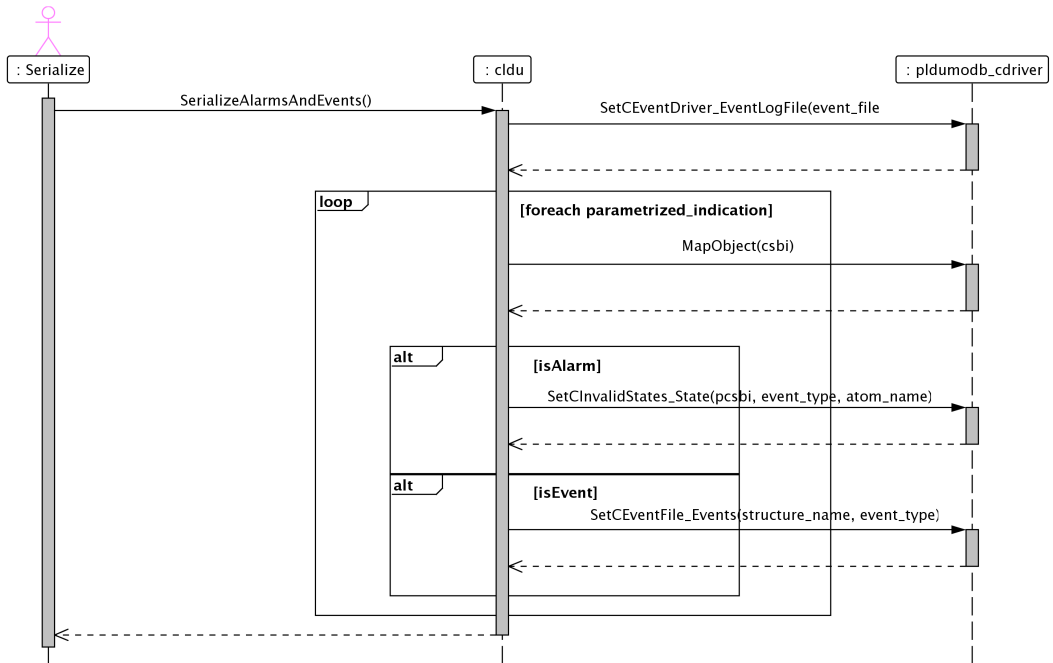 : Serialize
: cldu
: pldumodb_cdriver
SerializeAlarmsAndEvents()
SetCEventDriver_EventLogFile(event_file
loop
[foreach parametrized_indication]
MapObject(csbi)
alt
[isAlarm]
SetCInvalidStates_State(pcsbi, event_type, atom_name)
alt
[isEvent]
SetCEventFile_Events(structure_name, event_type)